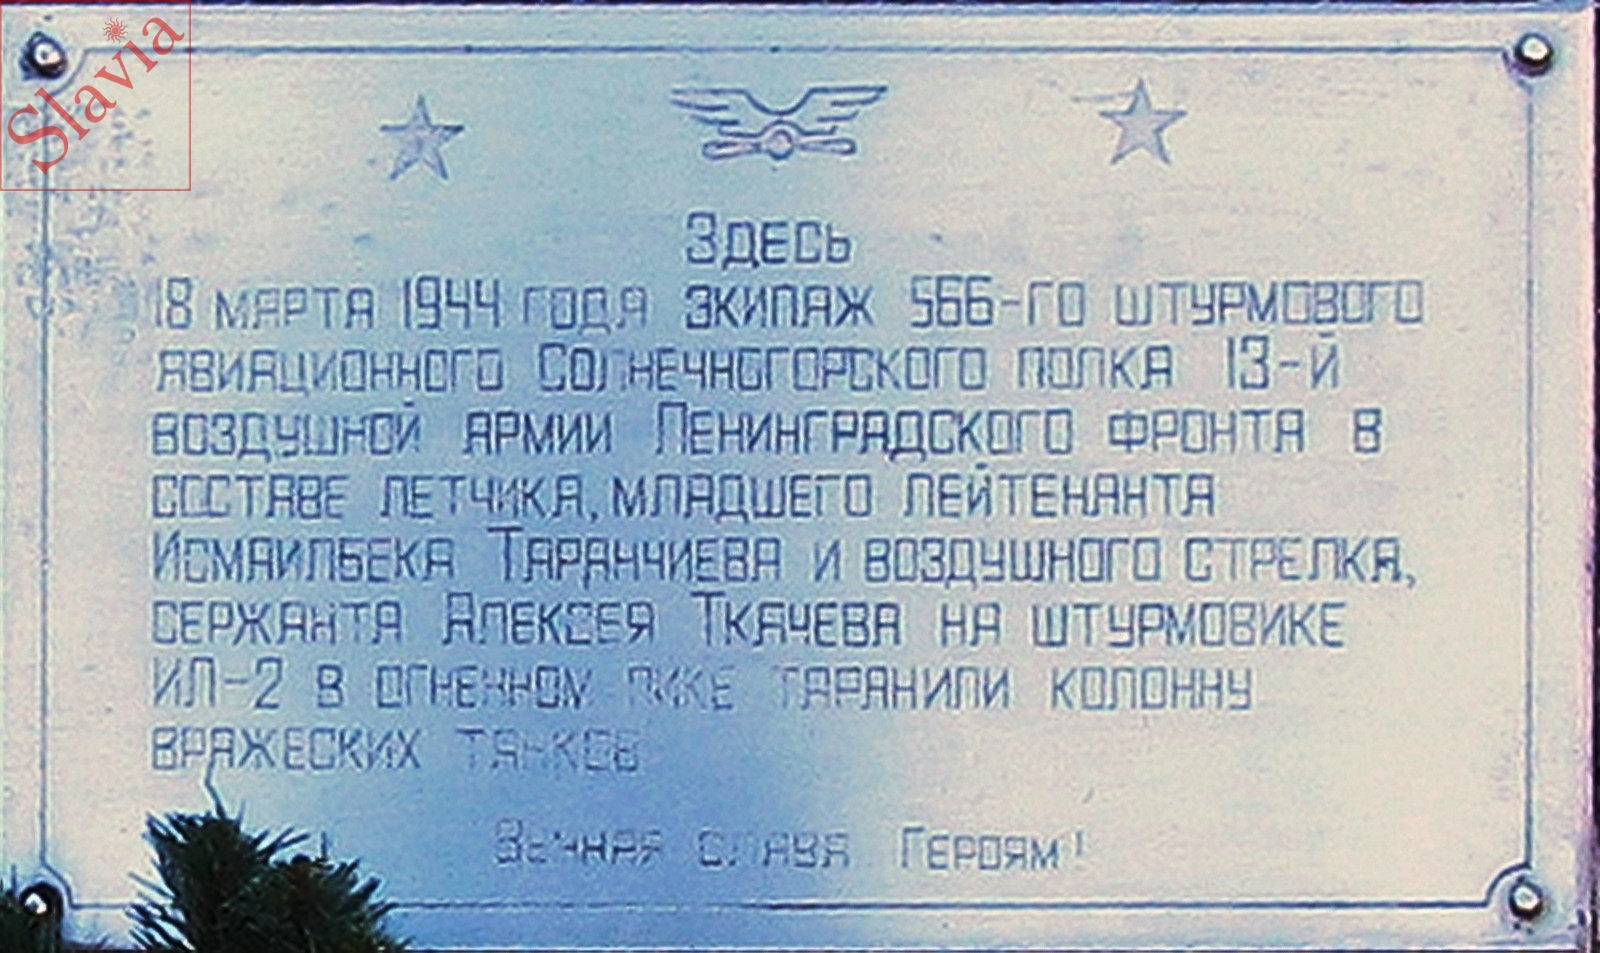 Slavia
Здесь
18 марта 1944 года экипаж 566-го штурмового
авиационного Солнечногорского полка 13-й
воздушной армии Ленинградского фронта в
составе летчика, младшего лейтенанта
Исмаилбека Таранчиева и воздушного стрелка,
сержанта Алексея Ткачева на штурмовике
ИЛ-2 в огненном пике таранили колонну
вражеских танков
Вечная слава Героям!